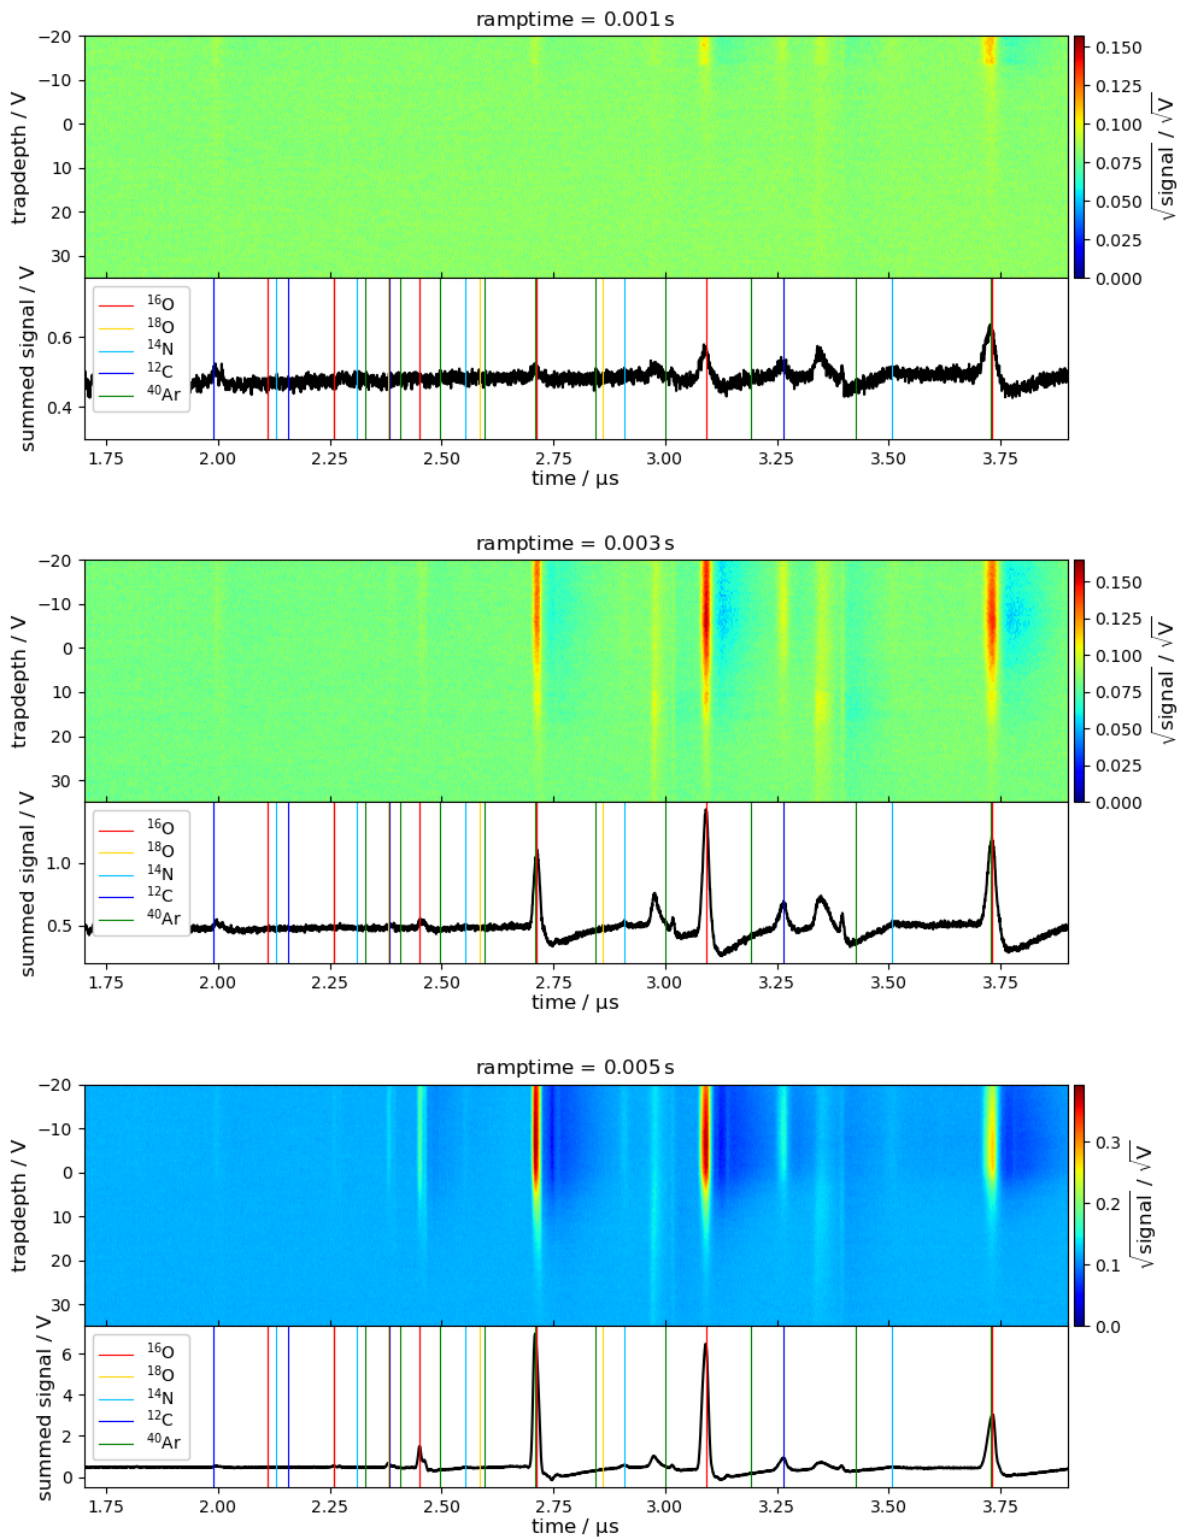 ramptime = 0.001 s
−20
−10
0
10
20
30
trapdepth / V
0.150
0.125
0.100
0.075
0.050
0.025
0.000
√signal / √V
0.6
0.4
summed signal / V
¹⁶O
¹⁸O
¹⁴N
¹²C
⁴⁰Ar
1.75 2.00 2.25 2.50 2.75 3.00 3.25 3.50 3.75
time / µs
ramptime = 0.003 s
−20
−10
0
10
20
30
trapdepth / V
0.150
0.125
0.100
0.075
0.050
0.025
0.000
√signal / √V
1.0
0.5
summed signal / V
¹⁶O
¹⁸O
¹⁴N
¹²C
⁴⁰Ar
1.75 2.00 2.25 2.50 2.75 3.00 3.25 3.50 3.75
time / µs
ramptime = 0.005 s
−20
−10
0
10
20
30
trapdepth / V
0.3
0.2
0.1
0.0
√signal / √V
6
4
2
0
summed signal / V
¹⁶O
¹⁸O
¹⁴N
¹²C
⁴⁰Ar
1.75 2.00 2.25 2.50 2.75 3.00 3.25 3.50 3.75
time / µs